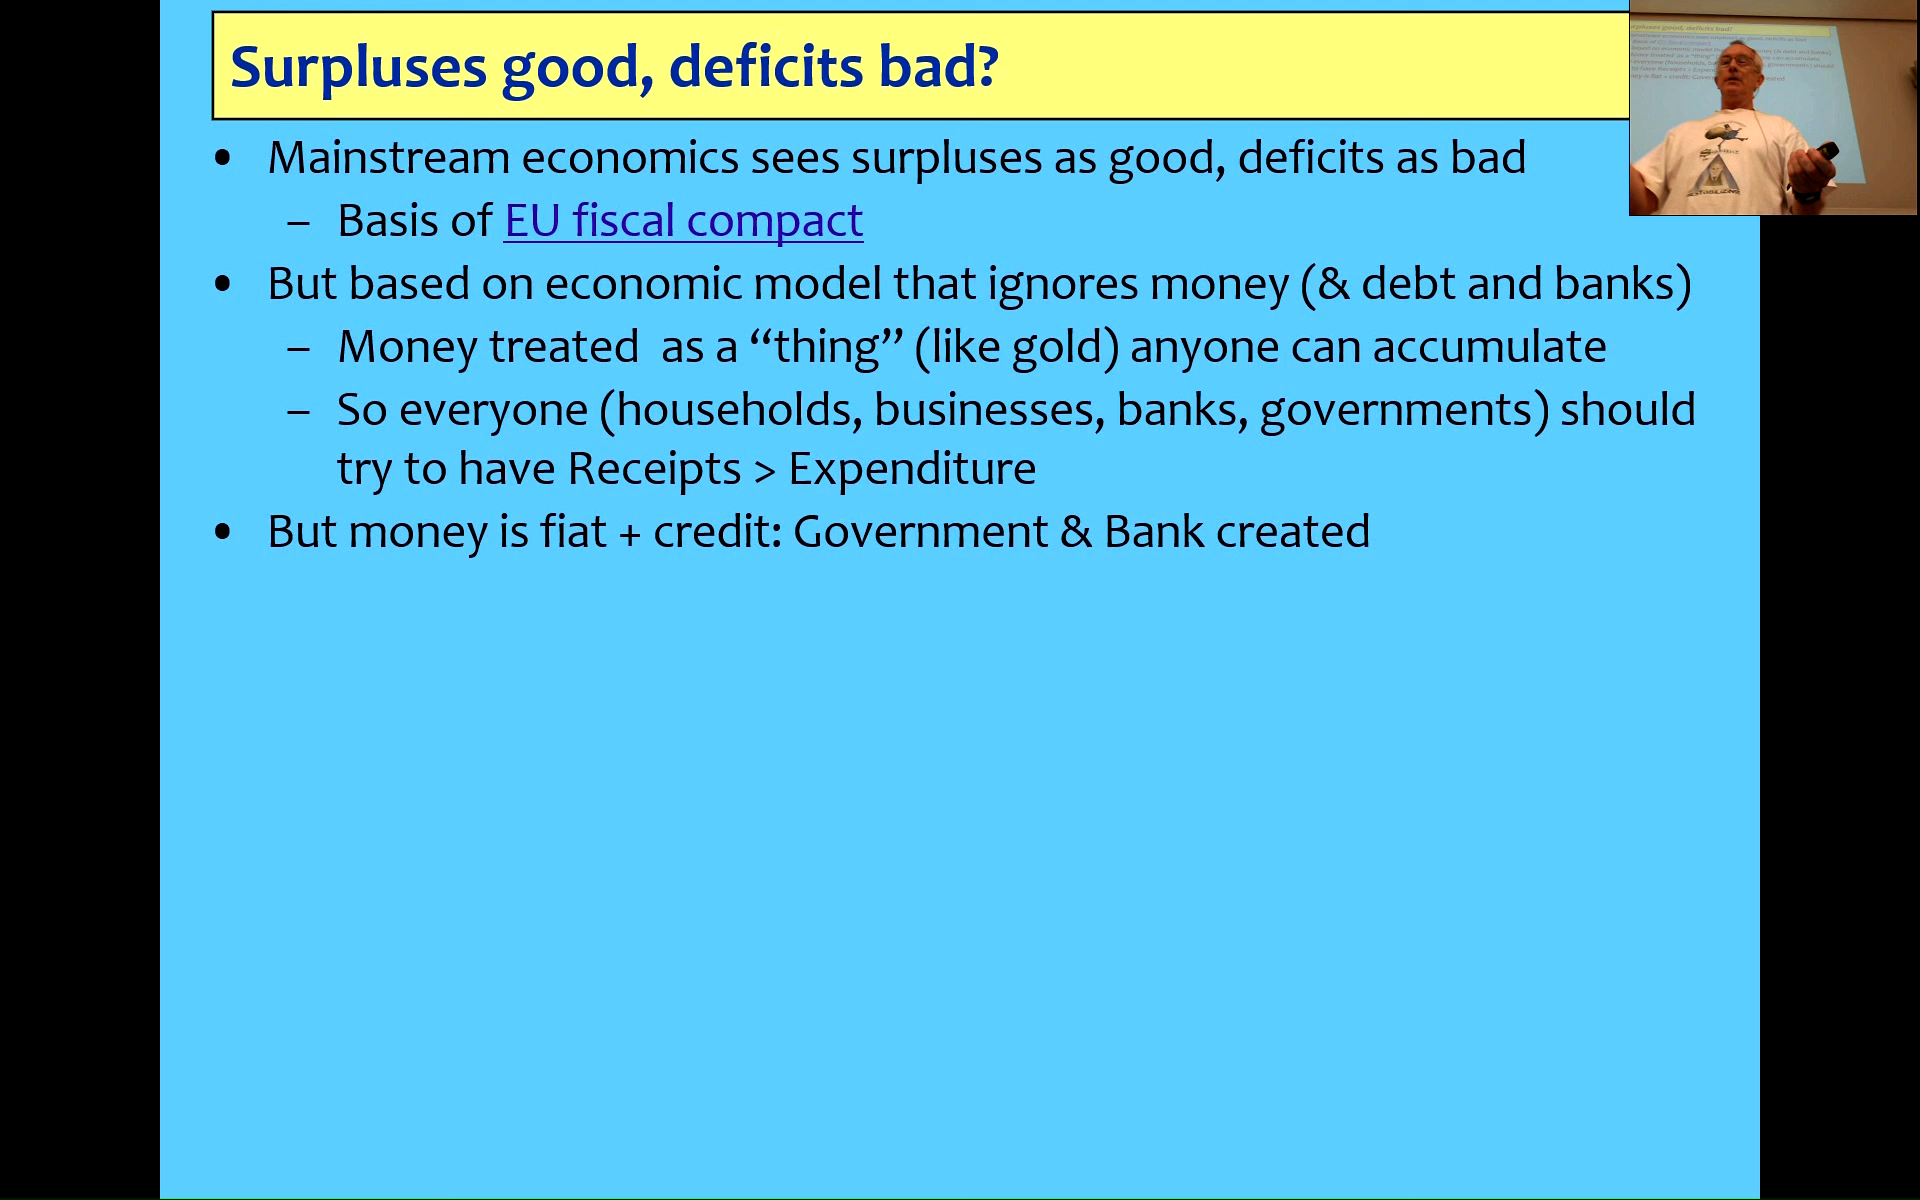 Surpluses good, deficits bad?
• Mainstream economics sees surpluses as good, deficits as bad
– Basis of EU fiscal compact
• But based on economic model that ignores money (& debt and banks)
– Money treated  as a “thing” (like gold) anyone can accumulate
– So everyone (households, businesses, banks, governments) should
try to have Receipts > Expenditure
• But money is fiat + credit: Government & Bank created